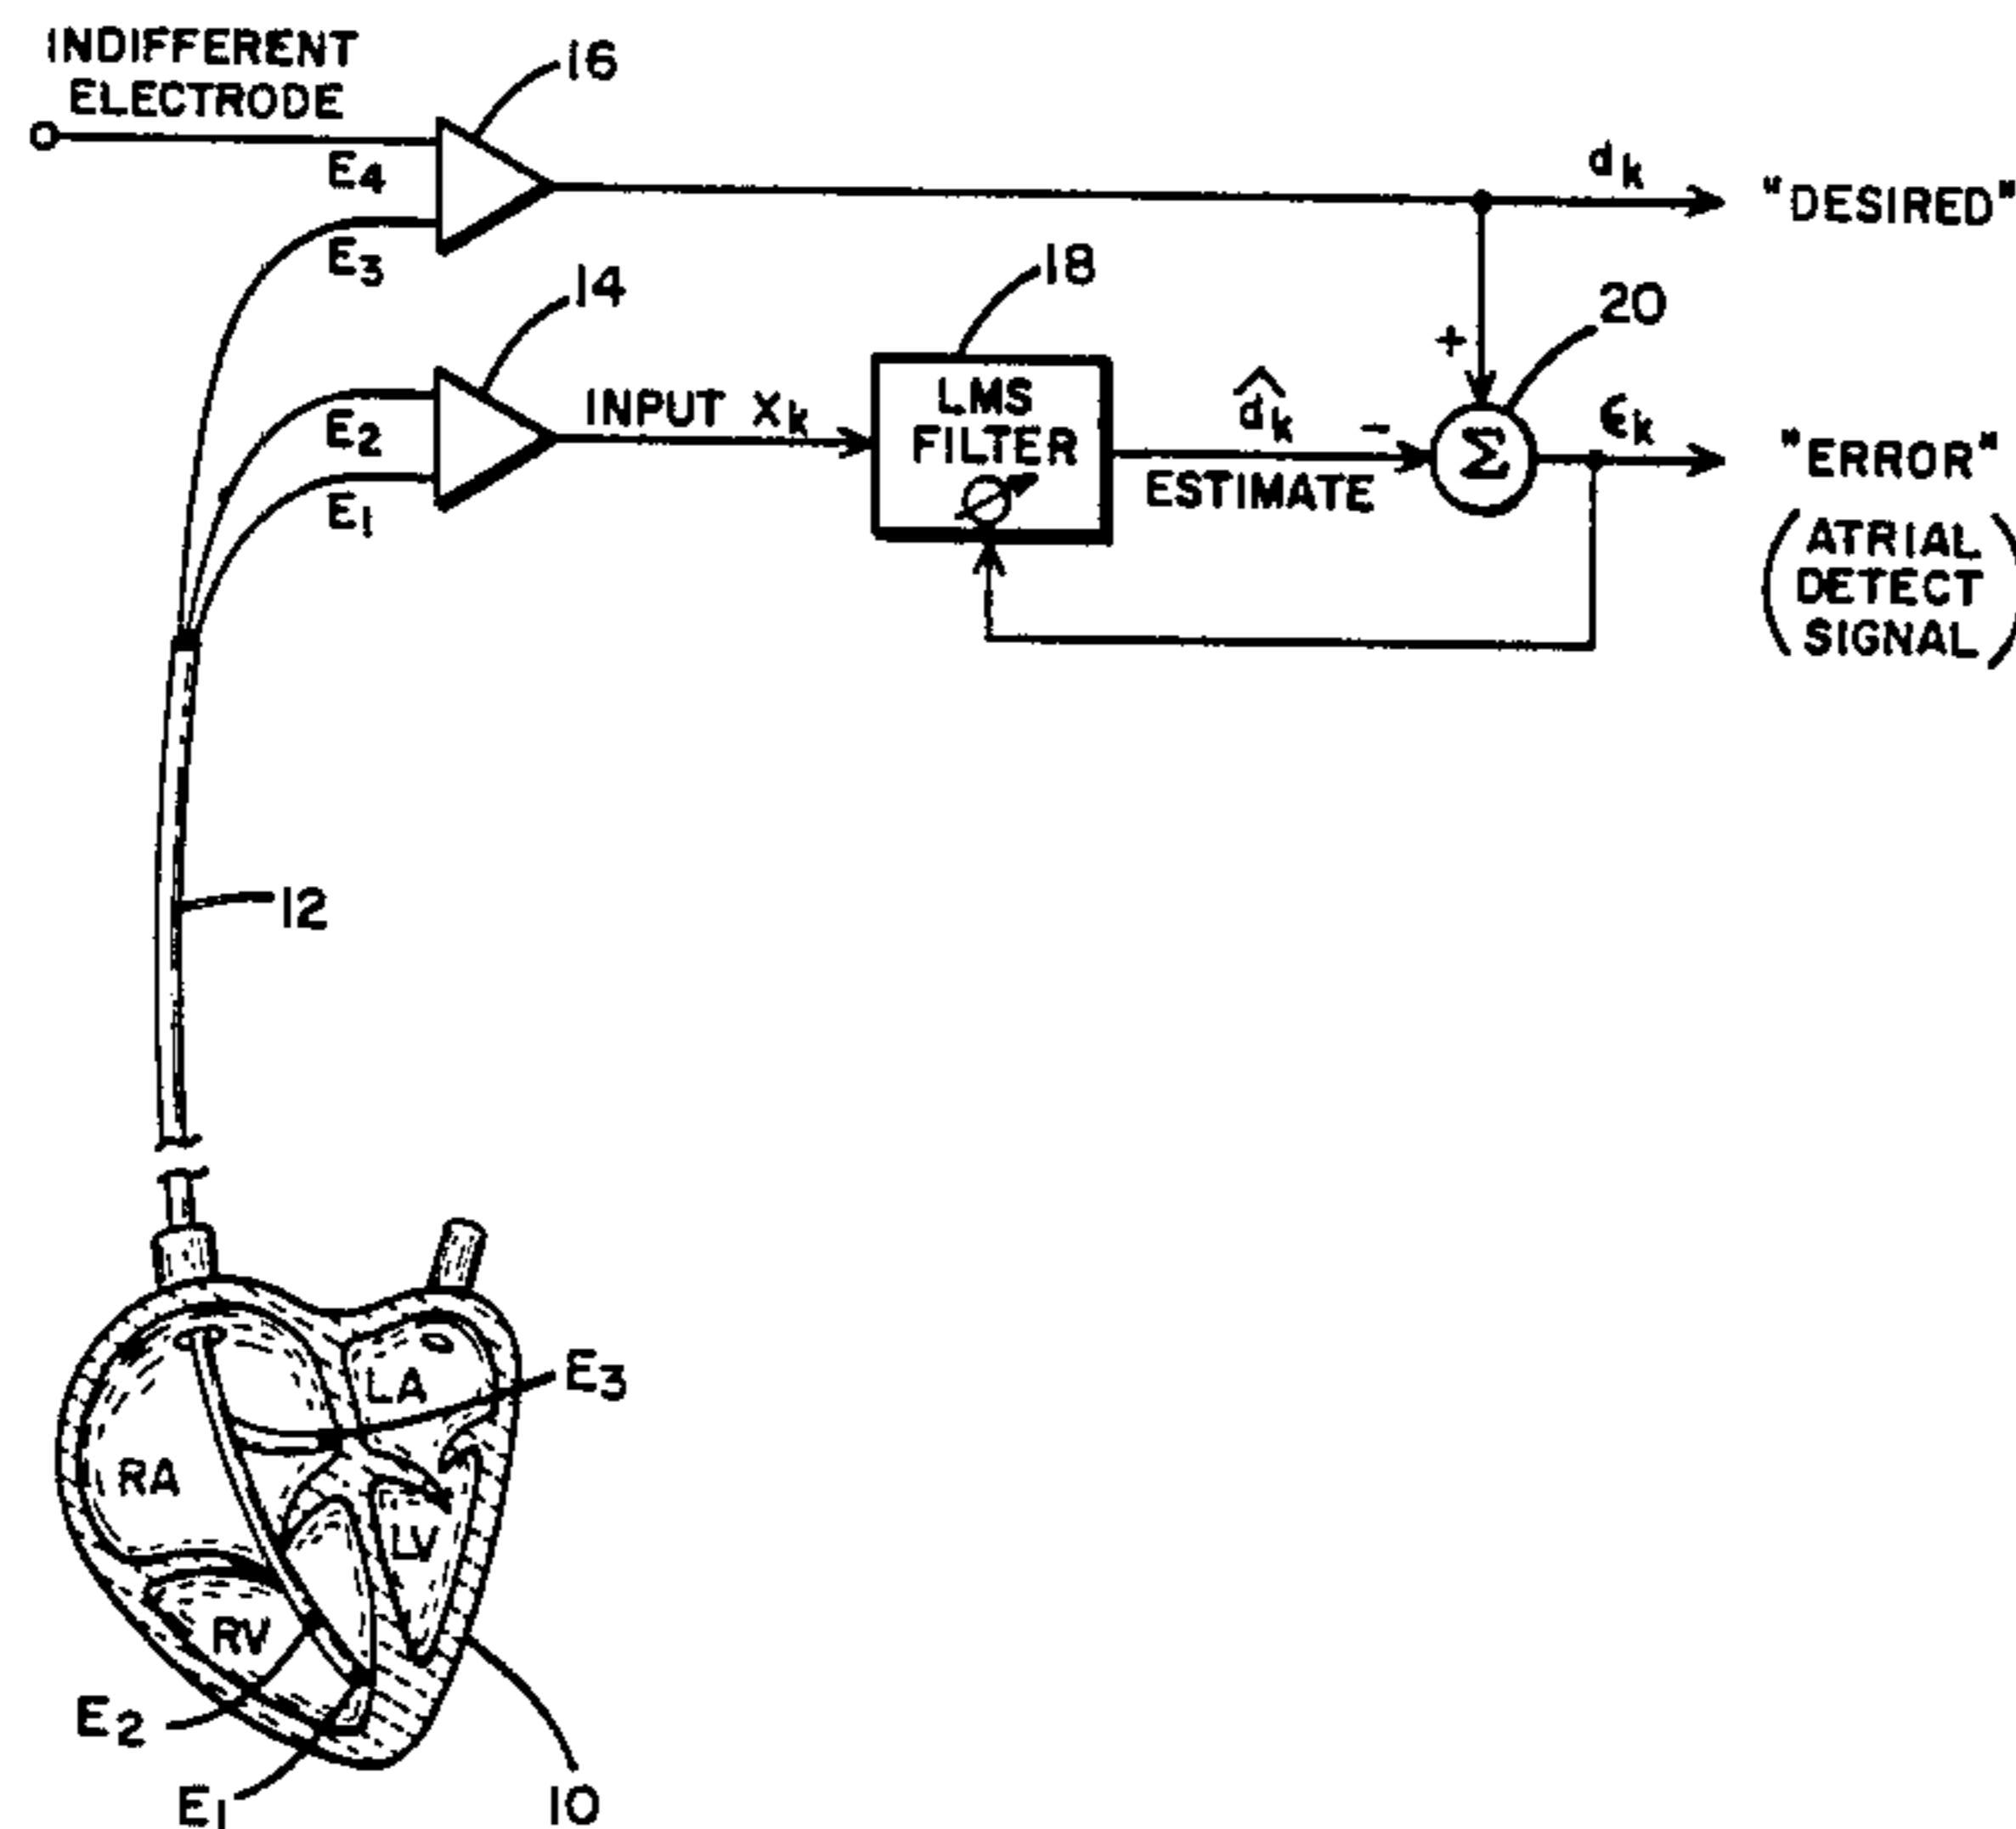 INDIFFERENT
ELECTRODE
16
E4
E3
dk
"DESIRED"
14
18
20
+
E2
E1
INPUT Xk
LMS
FILTER
d̂k
-
ESTIMATE
Σ
ϵk
"ERROR"
(ATRIAL
DETECT
SIGNAL)
12
LA
E3
RA
LV
RV
E2
E1
10